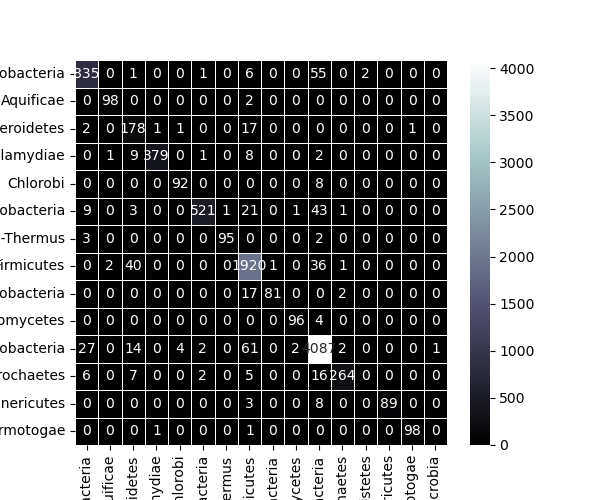 obacteria 835 0 1 0 0 1 0 6 0 0 55 0 2 0 0 0
Aquificae 0 98 0 0 0 0 0 2 0 0 0 0 0 0 0 0
eroidetes 2 0 178 1 1 0 0 17 0 0 0 0 0 0 1 0
lamydiae 0 1 9 379 0 1 0 8 0 0 2 0 0 0 0 0
Chlorobi 0 0 0 0 92 0 0 0 0 0 8 0 0 0 0 0
obacteria 9 0 3 0 0 521 1 21 0 1 43 1 0 0 0 0
-Thermus 3 0 0 0 0 0 95 0 0 0 2 0 0 0 0 0
irmicutes 0 2 40 0 0 0 0 1920 1 0 36 1 0 0 0 0
obacteria 0 0 0 0 0 0 0 17 81 0 0 2 0 0 0 0
omycetes 0 0 0 0 0 0 0 0 0 96 4 0 0 0 0 0
obacteria 27 0 14 0 4 2 0 61 0 2 4087 2 0 0 0 1
rochaetes 6 0 7 0 0 2 0 5 0 0 16 264 0 0 0 0
nericutes 0 0 0 0 0 0 0 3 0 0 8 0 0 89 0 0
rmotogae 0 0 0 1 0 0 0 1 0 0 0 0 0 0 98 0
acteria
uificae
idetes
ydiae
lorobi
acteria
ermus
icutes
acteria
ycetes
acteria
haetes
stetes
icutes
otogae
crobia
4000
3500
3000
2500
2000
1500
1000
500
0